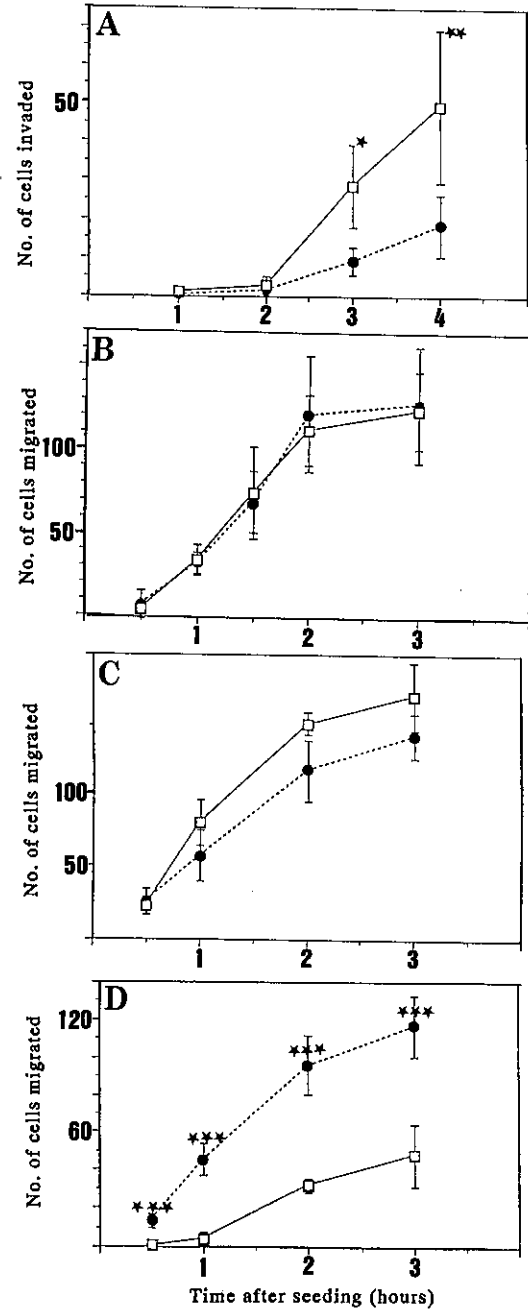 A
No. of cells invaded
50
1 2 3 4
B
No. of cells migrated
100
50
1 2 3
C
No. of cells migrated
100
50
1 2 3
D
No. of cells migrated
120
60
1 2 3
Time after seeding (hours)